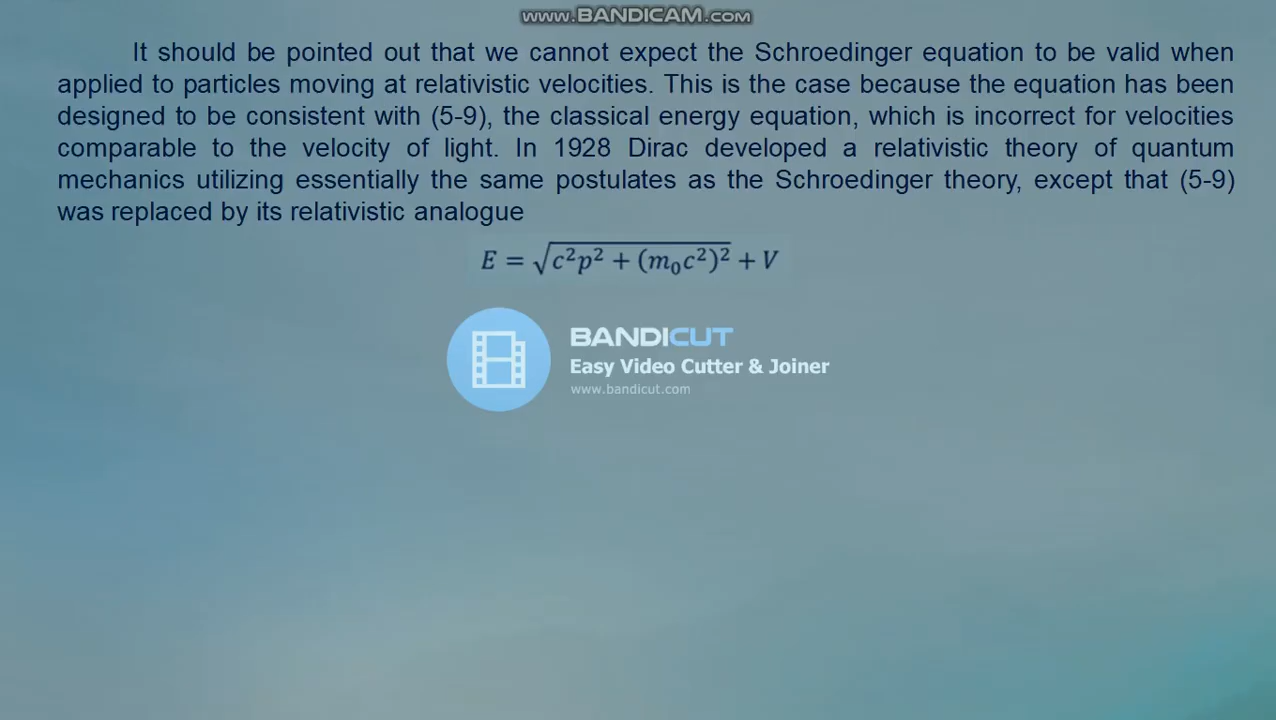 www.BANDICAM.com
It should be pointed out that we cannot expect the Schroedinger equation to be valid when
applied to particles moving at relativistic velocities. This is the case because the equation has been
designed to be consistent with (5-9), the classical energy equation, which is incorrect for velocities
comparable to the velocity of light. In 1928 Dirac developed a relativistic theory of quantum
mechanics utilizing essentially the same postulates as the Schroedinger theory, except that (5-9)
was replaced by its relativistic analogue
E = √(c²p² + (m₀c²)²) + V
BANDICUT
Easy Video Cutter & Joiner
www.bandicut.com